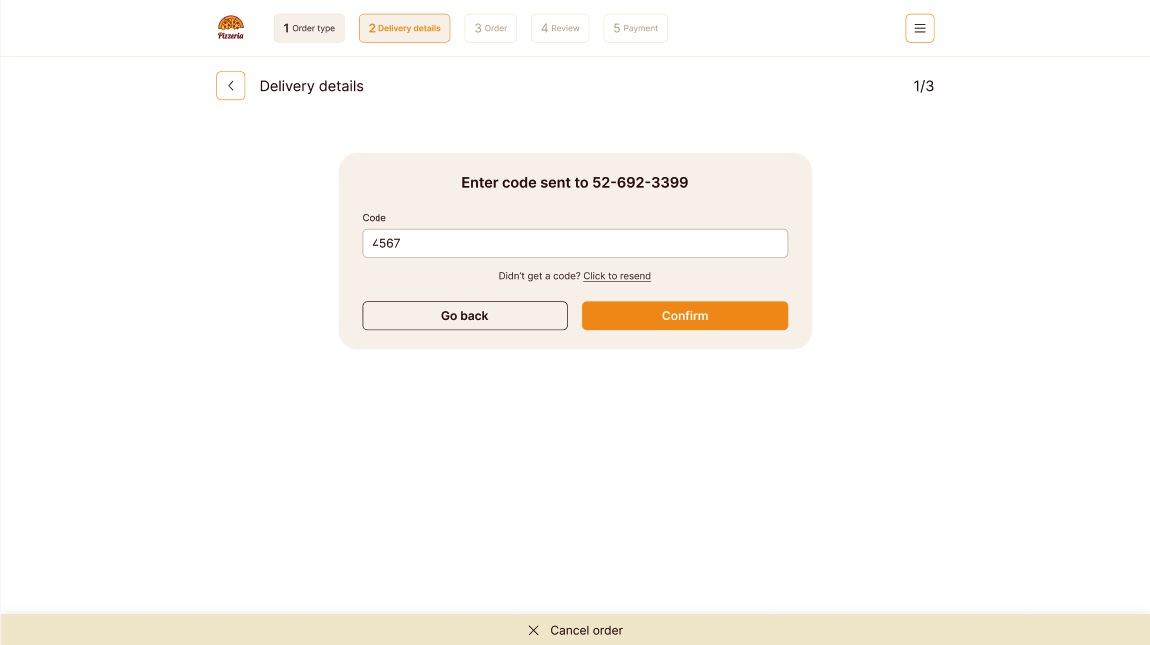 Pizzeria
1 Order type
2 Delivery details
3 Order
4 Review
5 Payment
Delivery details
1/3
Enter code sent to 52-692-3399
Code
4567
Didn't get a code? Click to resend
Go back
Confirm
Cancel order